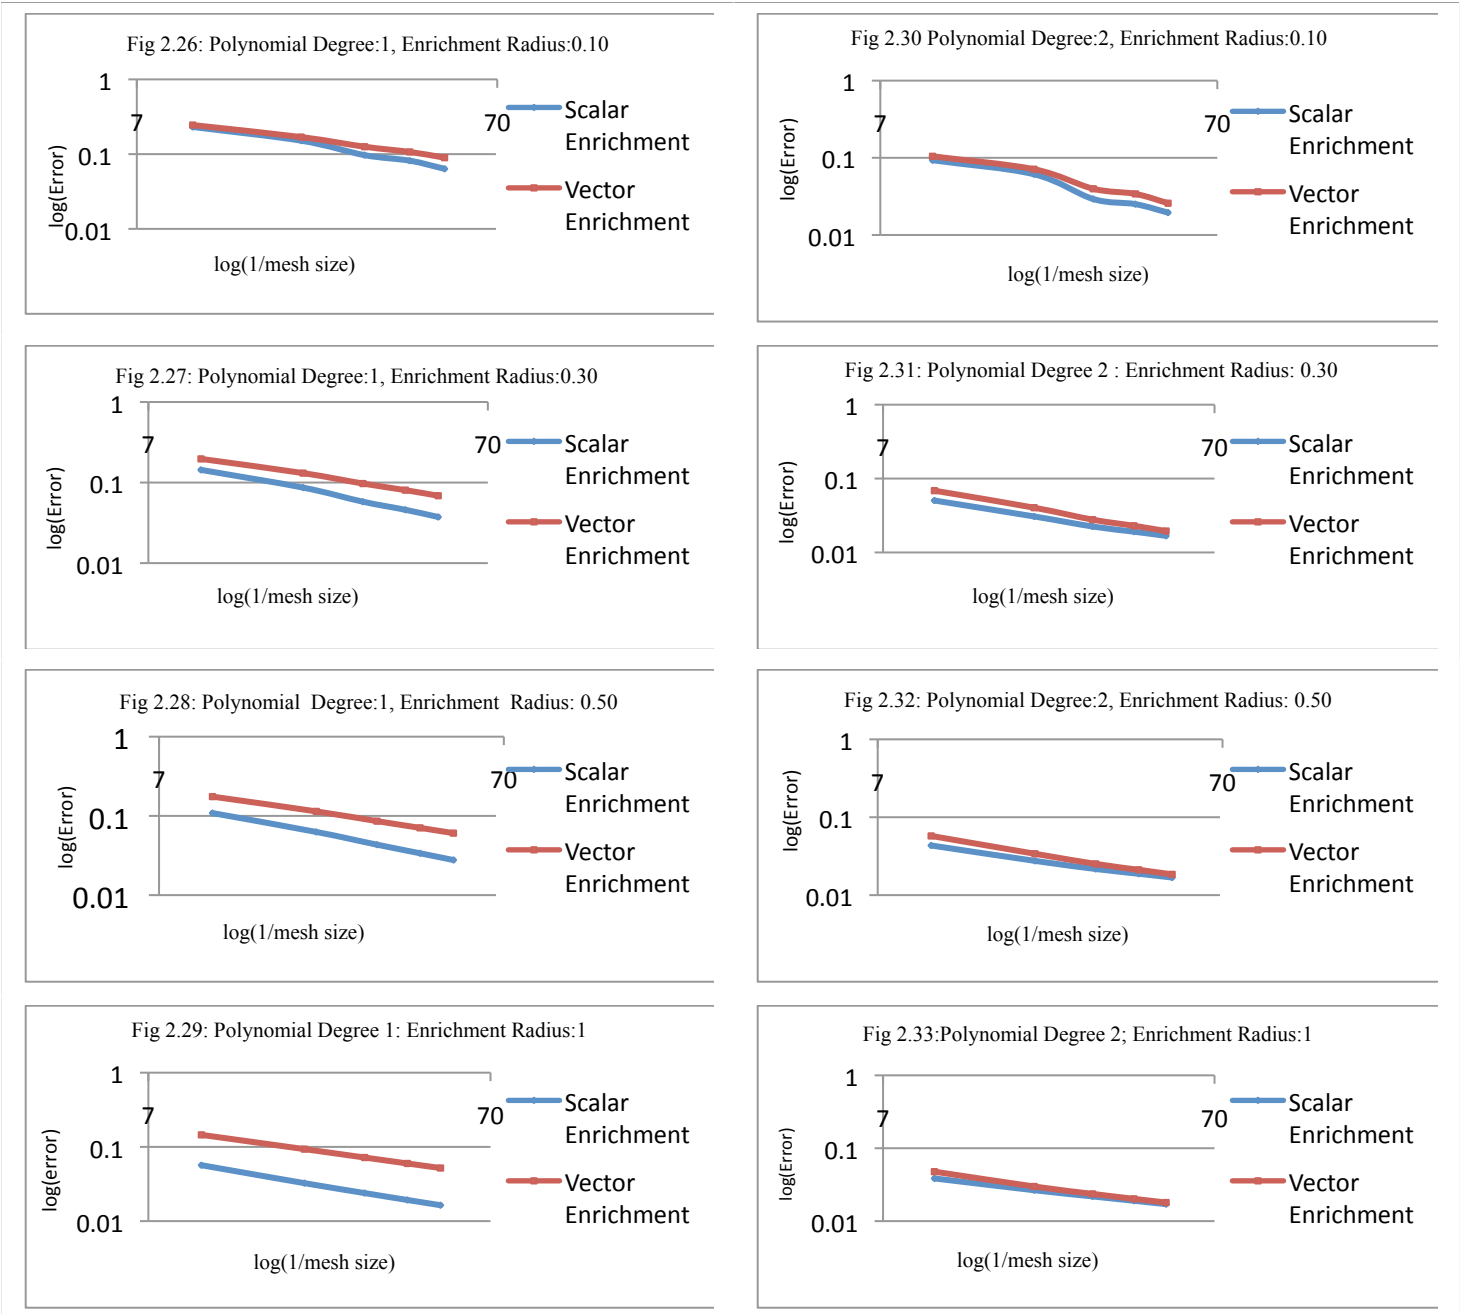 Fig 2.26: Polynomial Degree:1, Enrichment Radius:0.10
1
7
70
0.1
0.01
log(Error)
log(1/mesh size)
Scalar
Enrichment
Vector
Enrichment
Fig 2.30 Polynomial Degree:2, Enrichment Radius:0.10
1
7
70
0.1
0.01
log(Error)
log(1/mesh size)
Scalar
Enrichment
Vector
Enrichment
Fig 2.27: Polynomial Degree:1, Enrichment Radius:0.30
1
7
70
0.1
0.01
log(Error)
log(1/mesh size)
Scalar
Enrichment
Vector
Enrichment
Fig 2.31: Polynomial Degree 2 : Enrichment Radius: 0.30
1
7
70
0.1
0.01
log(Error)
log(1/mesh size)
Scalar
Enrichment
Vector
Enrichment
Fig 2.28: Polynomial  Degree:1, Enrichment  Radius: 0.50
1
7
70
0.1
0.01
log(Error)
log(1/mesh size)
Scalar
Enrichment
Vector
Enrichment
Fig 2.32: Polynomial Degree:2, Enrichment Radius: 0.50
1
7
70
0.1
0.01
log(Error)
log(1/mesh size)
Scalar
Enrichment
Vector
Enrichment
Fig 2.29: Polynomial Degree 1: Enrichment Radius:1
1
7
70
0.1
0.01
log(error)
log(1/mesh size)
Scalar
Enrichment
Vector
Enrichment
Fig 2.33:Polynomial Degree 2; Enrichment Radius:1
1
7
70
0.1
0.01
log(Error)
log(1/mesh size)
Scalar
Enrichment
Vector
Enrichment